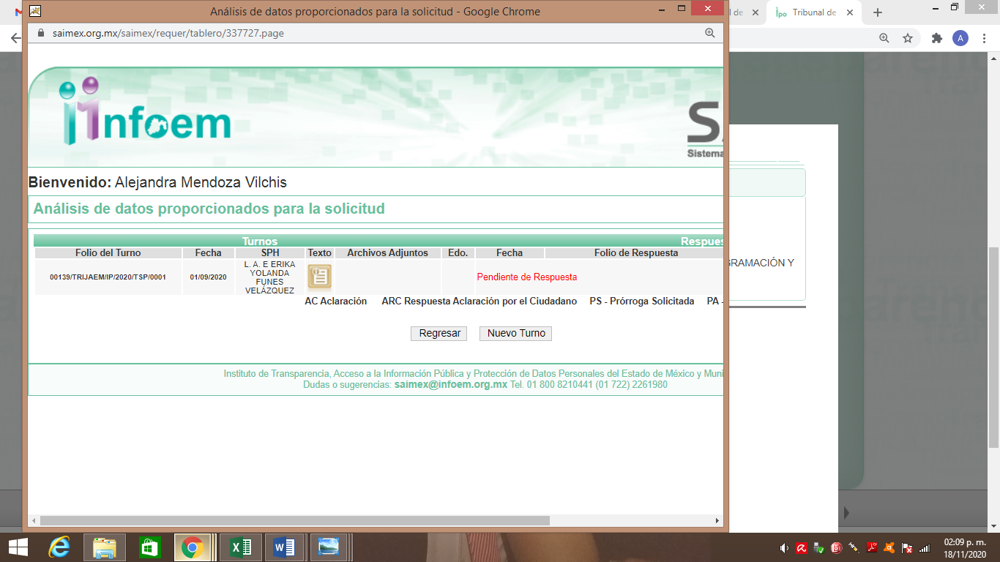 Análisis de datos proporcionados para la solicitud - Google Chrome
l de
Tribunal de
saimex.org.mx/saimex/requer/tablero/337727.page
A
infoem
SA
Sistema
Bienvenido: Alejandra Mendoza Vilchis
Análisis de datos proporcionados para la solicitud
Turnos Respues
Folio del Turno Fecha SPH Texto Archivos Adjuntos Edo. Fecha Folio de Respuesta
00139/TRIJAEM/IP/2020/TSP/0001 01/09/2020 L. A. E ERIKA YOLANDA FUNES VELÁZQUEZ Pendiente de Respuesta
GRAMACIÓN Y
AC Aclaración ARC Respuesta Aclaración por el Ciudadano PS - Prórroga Solicitada PA -
Regresar Nuevo Turno
Instituto de Transparencia, Acceso a la Información Pública y Protección de Datos Personales del Estado de México y Muni
Dudas o sugerencias: saimex@infoem.org.mx Tel. 01 800 8210441 (01 722) 2261980
02:09 p. m.
18/11/2020